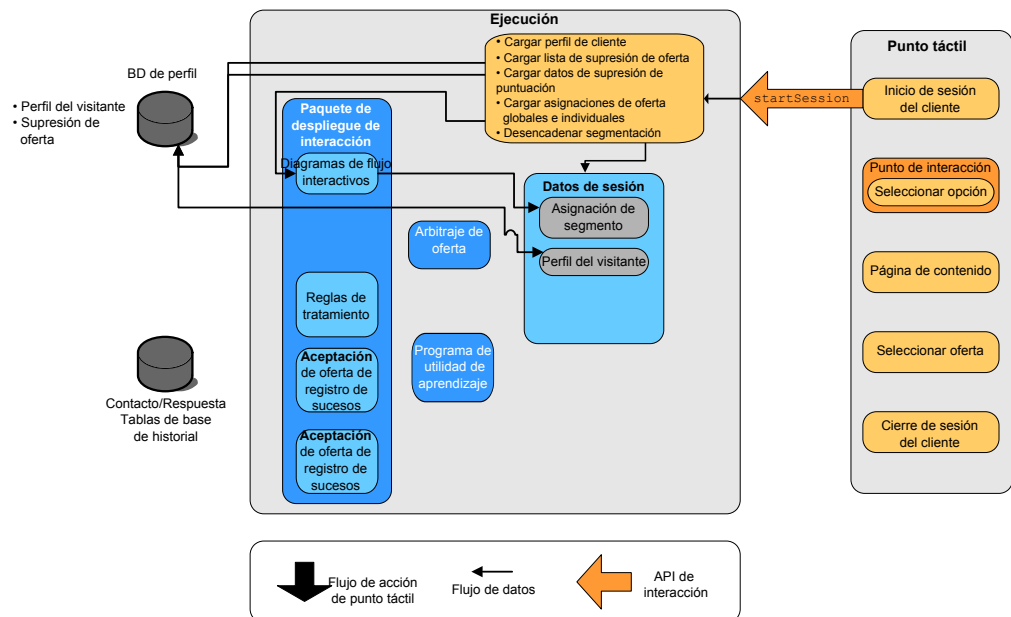 Ejecución
• Cargar perfil de cliente
• Cargar lista de supresión de oferta
• Cargar datos de supresión de
puntuación
• Cargar asignaciones de oferta
globales e individuales
• Desencadenar segmentación
BD de perfil
• Perfil del visitante
• Supresión de
oferta
Paquete de
despliegue de
interacción
Diagramas de flujo
interactivos
Datos de sesión
Asignación de
segmento
Perfil del visitante
Arbitraje de
oferta
Reglas de
tratamiento
Programa de
utilidad de
aprendizaje
Aceptación
de oferta de
registro de
sucesos
Aceptación
de oferta de
registro de
sucesos
Contacto/Respuesta
Tablas de base
de historial
startSession
Punto táctil
Inicio de sesión
del cliente
Punto de interacción
Seleccionar opción
Página de contenido
Seleccionar oferta
Cierre de sesión
del cliente
Flujo de acción
de punto táctil
Flujo de datos
API de
interacción